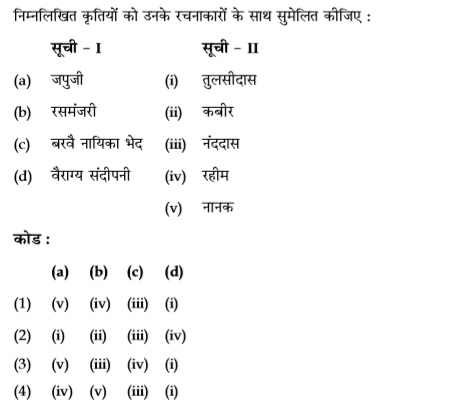 निम्नलिखित कृतियों को उनके रचनाकारों के साथ सुमेलित कीजिए :
सूची – I सूची – II
(a) जपुजी (i) तुलसीदास
(b) रसमंजरी (ii) कबीर
(c) बरवै नायिका भेद (iii) नंददास
(d) वैराग्य संदीपनी (iv) रहीम
(v) नानक
कोड :
(a) (b) (c) (d)
(1) (v) (iv) (iii) (i)
(2) (i) (ii) (iii) (iv)
(3) (v) (iii) (iv) (i)
(4) (iv) (v) (iii) (i)